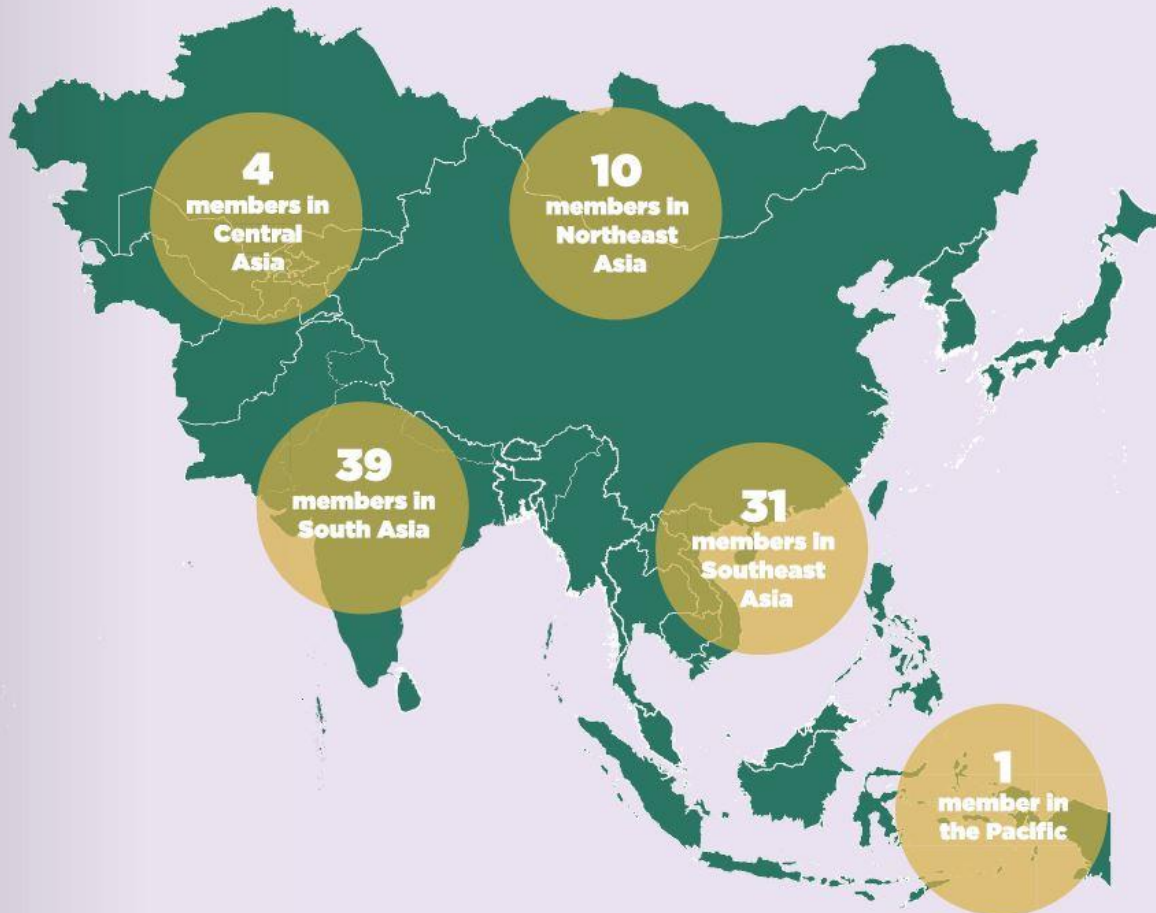 4
members in
Central
Asia
10
members in
Northeast
Asia
39
members in
South Asia
31
members in
Southeast
Asia
1
member in
the Pacific